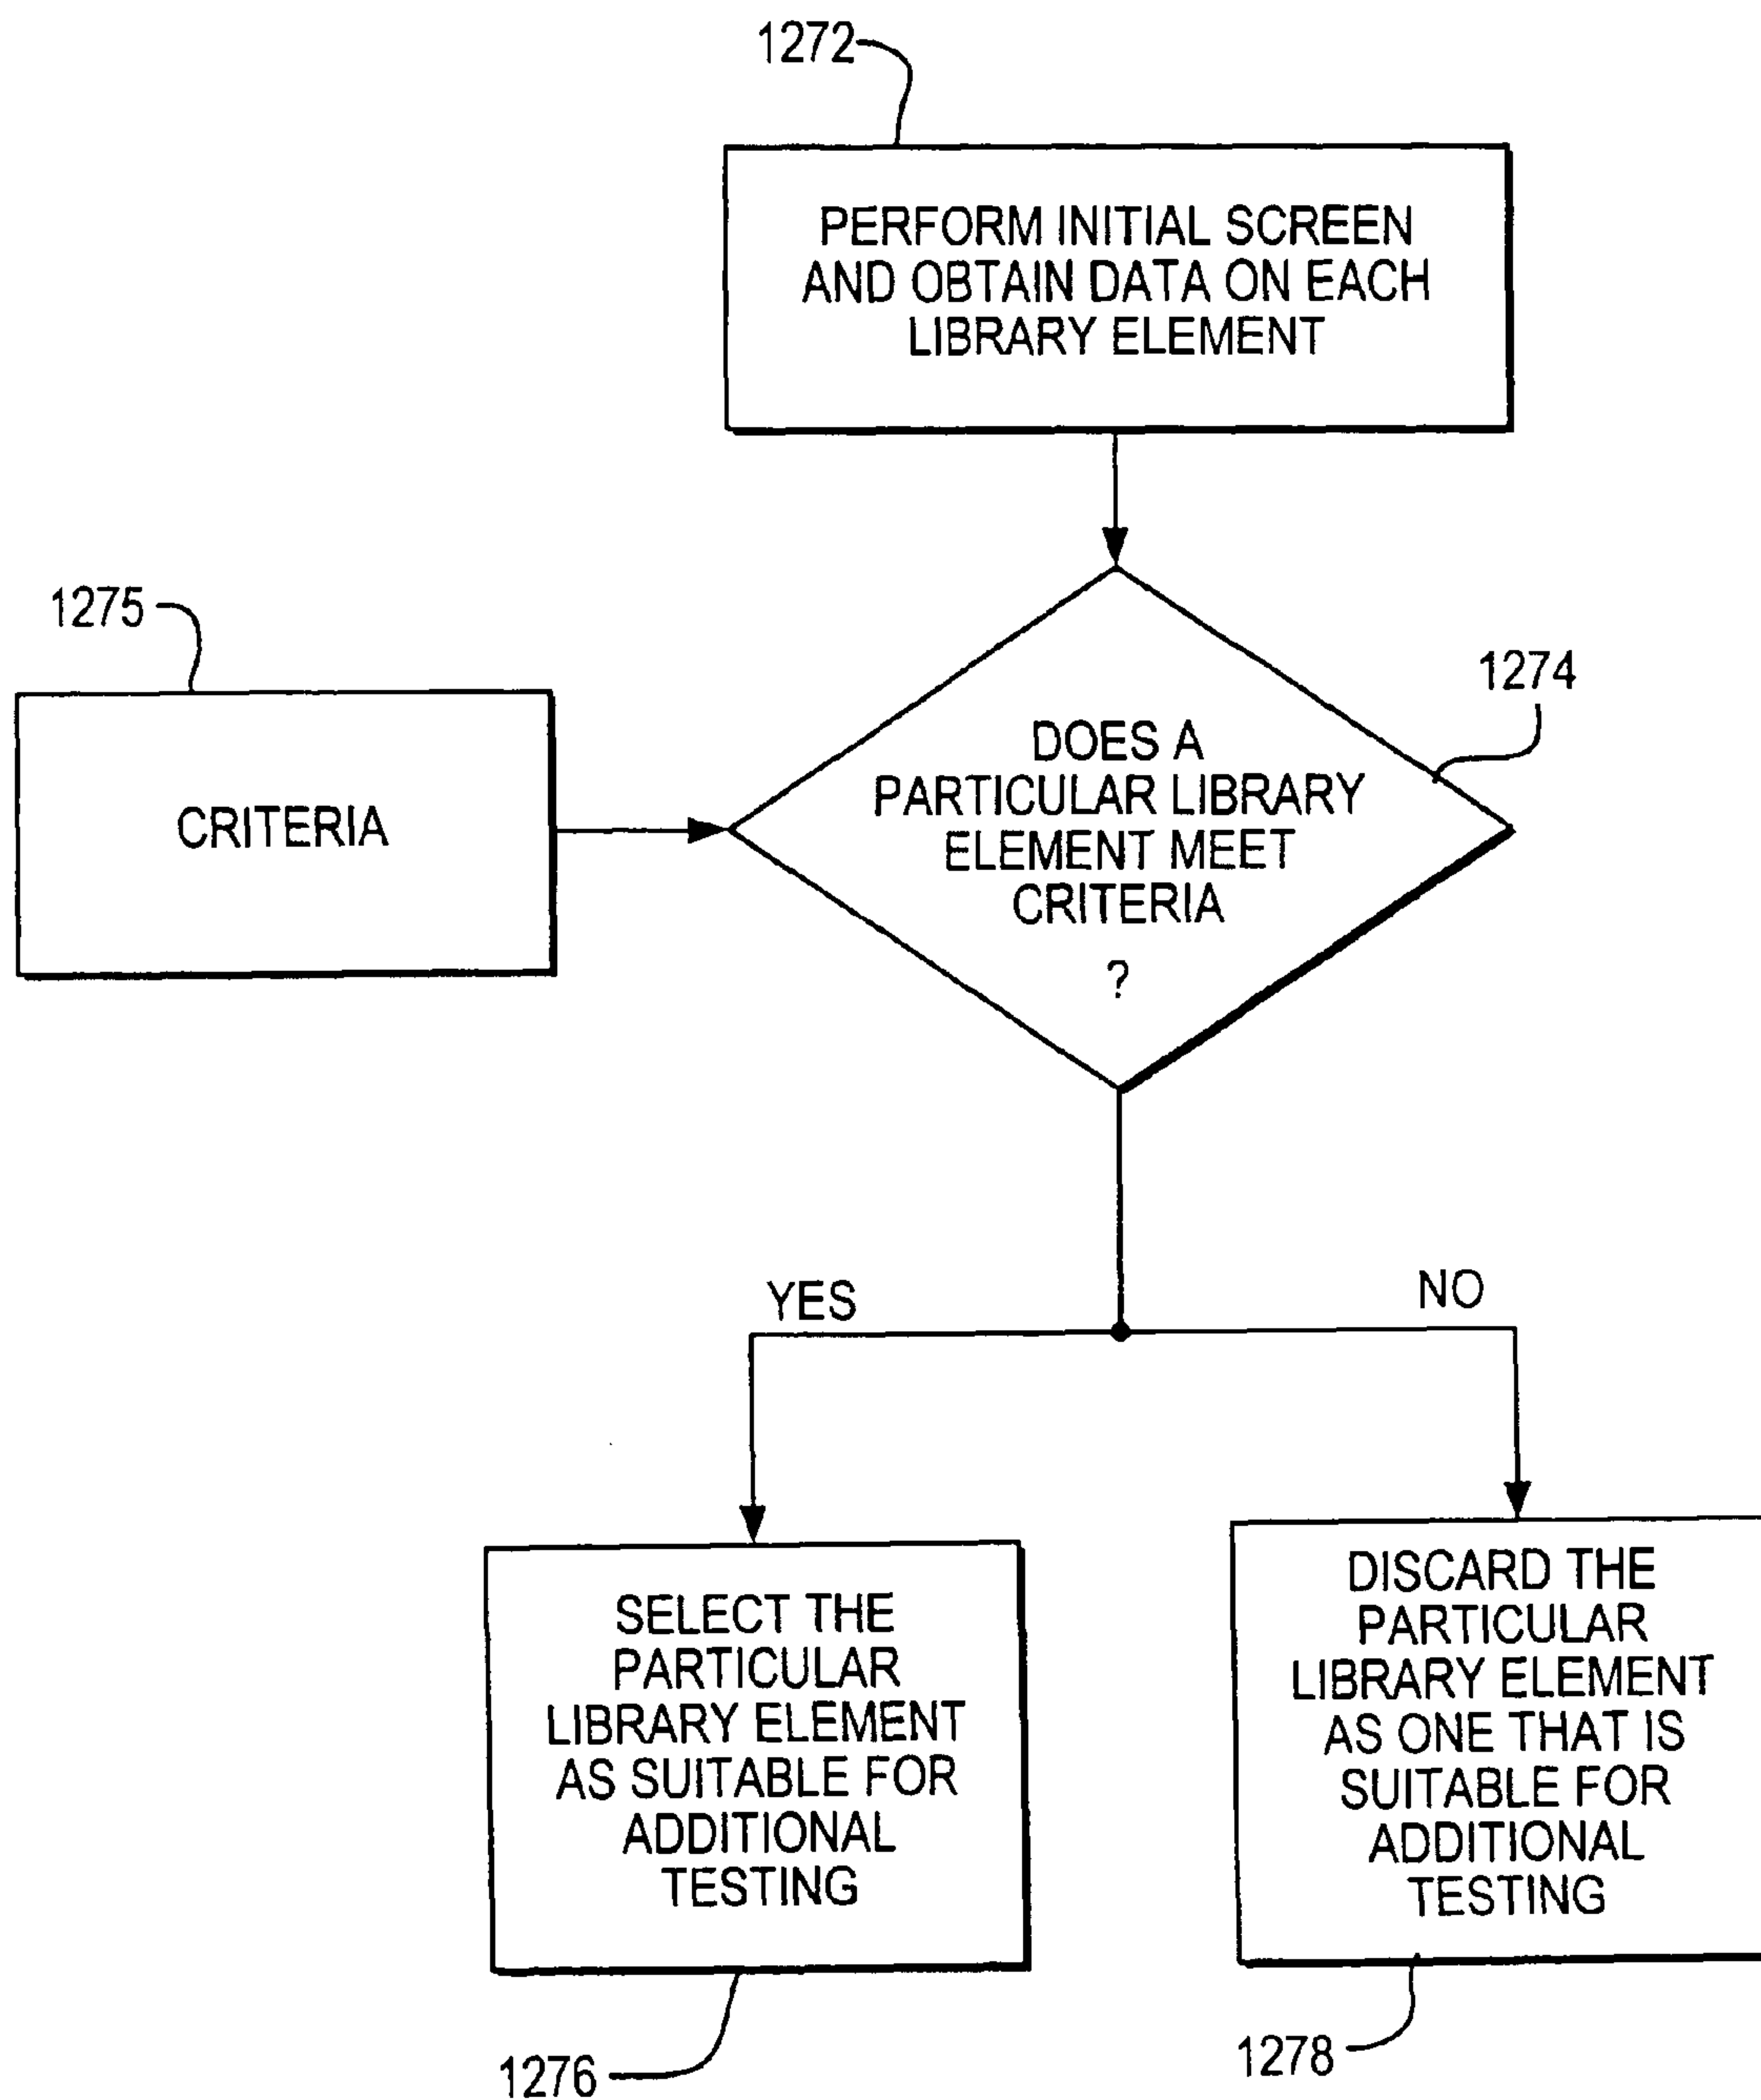 1272
PERFORM INITIAL SCREEN
AND OBTAIN DATA ON EACH
LIBRARY ELEMENT
1275
CRITERIA
1274
DOES A
PARTICULAR LIBRARY
ELEMENT MEET
CRITERIA
?
YES
NO
SELECT THE
PARTICULAR
LIBRARY ELEMENT
AS SUITABLE FOR
ADDITIONAL
TESTING
1276
DISCARD THE
PARTICULAR
LIBRARY ELEMENT
AS ONE THAT IS
SUITABLE FOR
ADDITIONAL
TESTING
1278